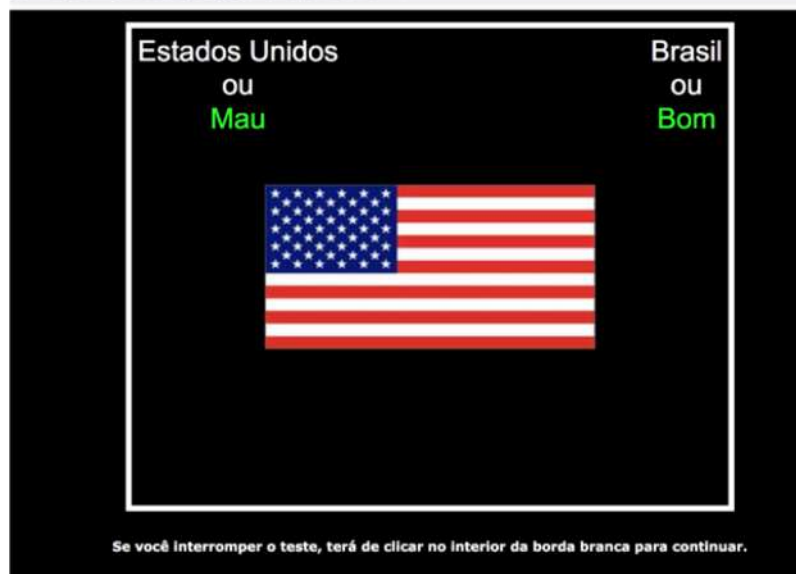 Estados Unidos
ou
Mau
Brasil
ou
Bom
Se você interromper o teste, terá de clicar no interior da borda branca para continuar.